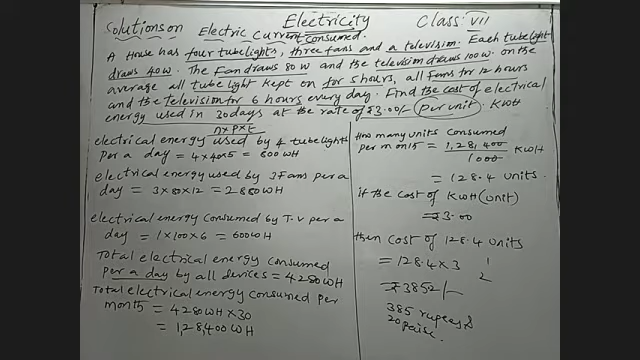 Solutions on Electricity Class: VII
Electric Current Consumed.
A House has four tubelights, three fans and a television. Each tubelight
draws 40W. The Fan draws 80W and the television draws 100W. on the
average all tube light kept on for 5 hours, all fans for 12 hours
and the Television for 6 hours every day. Find the cost of electrical
energy used in 30 days at the rate of ₹3.00/- per unit. KWH
n×P×t
electrical energy used by 4 tubelights
per a day = 4×40×5 = 800 WH
electrical energy used by 3 Fans per a
day = 3×80×12 = 2880 WH
electrical energy Consumed by T.V per a
day = 1×100×6 = 600 WH
Total electrical energy consumed
per a day by all devices = 4280 WH
Total electrical energy consumed per
month = 4280 WH × 30
= 1,28,400 WH
How many units consumed
per month = 1,28,400 / 1000 KWH
= 128.4 units.
if the cost of KWH (unit)
= ₹3.00
then cost of 128.4 units
= 128.4 × 3
1
2
₹3852/-
385 rupees &
20 paise.